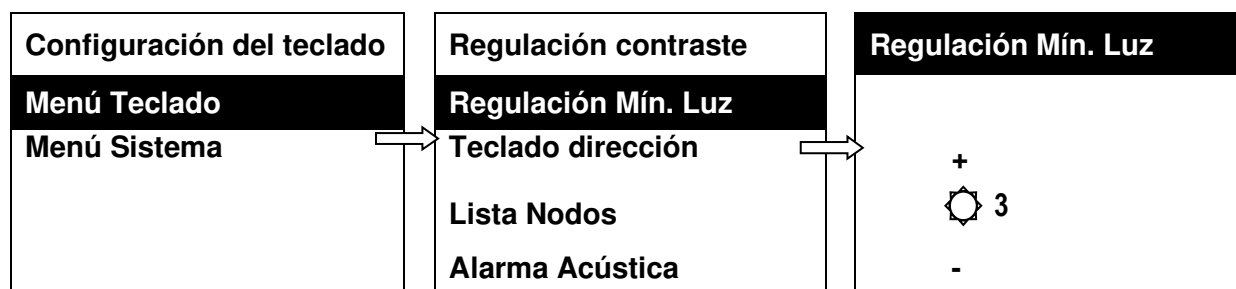 Configuración del teclado
Menú Teclado
Menú Sistema
Regulación contraste
Regulación Mín. Luz
Teclado dirección
Lista Nodos
Alarma Acústica
Regulación Mín. Luz
+
3
-